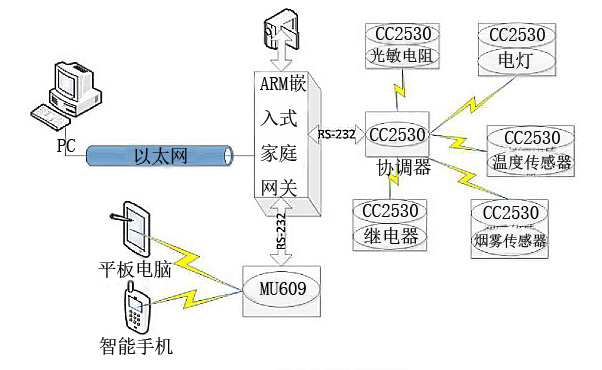 CC2530
光敏电阻
CC2530
电灯
ARM嵌
入式
家庭
网关
RS-232
CC2530
协调器
CC2530
温度传感器
PC
以太网
CC2530
继电器
CC2530
烟雾传感器
RS-232
平板电脑
MU609
智能手机